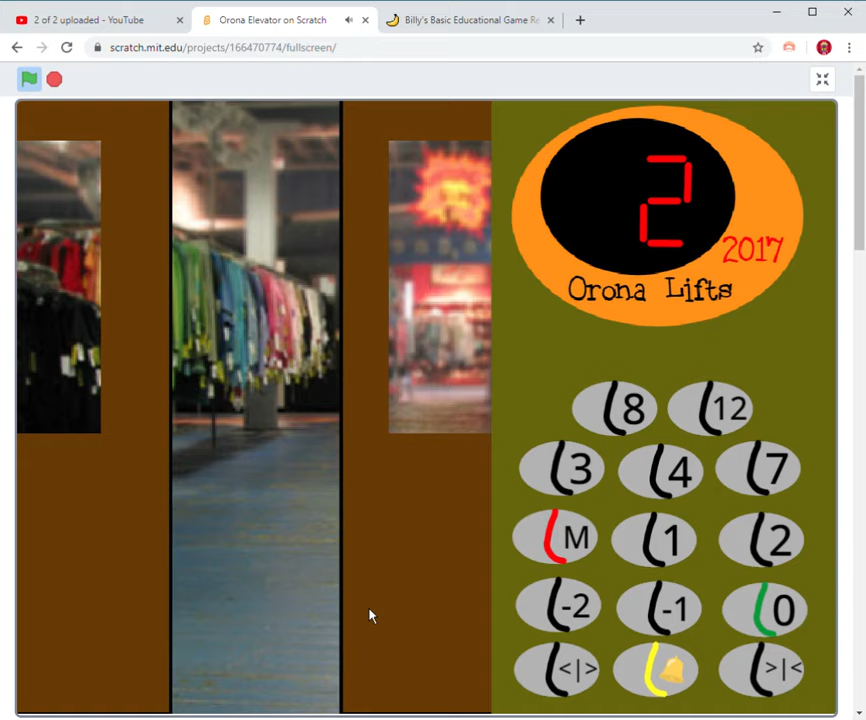 2 of 2 uploaded - YouTube
Orona Elevator on Scratch
Billy's Basic Educational Game Re
scratch.mit.edu/projects/166470774/fullscreen/
2
2017
Orona Lifts
8 12
3 4 7
M 1 2
-2 -1 0
<|> >|<